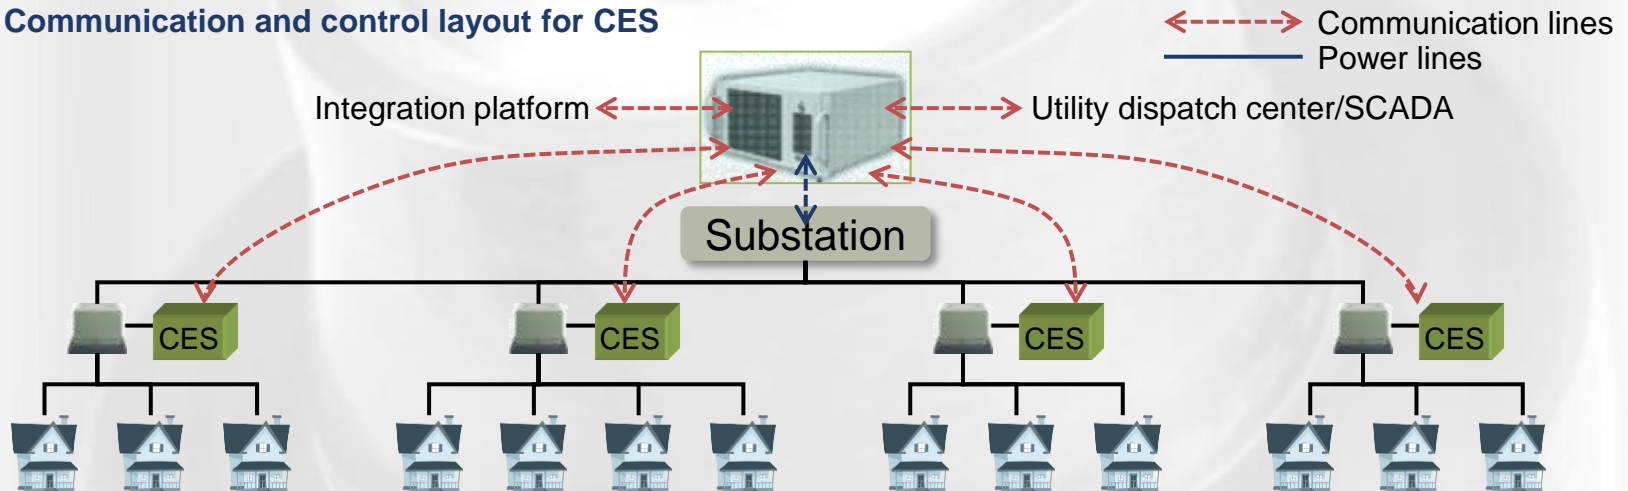 Communication and control layout for CES
Communication lines
Power lines
Integration platform
Utility dispatch center/SCADA
Substation
CES
CES
CES
CES